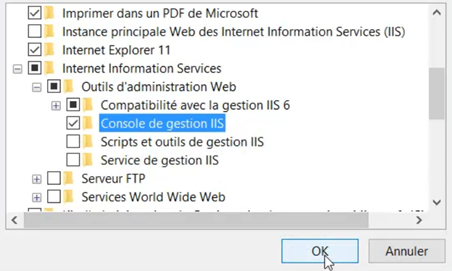 Imprimer dans un PDF de Microsoft
Instance principale Web des Internet Information Services (IIS)
Internet Explorer 11
Internet Information Services
Outils d'administration Web
Compatibilité avec la gestion IIS 6
Console de gestion IIS
Scripts et outils de gestion IIS
Service de gestion IIS
Serveur FTP
Services World Wide Web
OK
Annuler